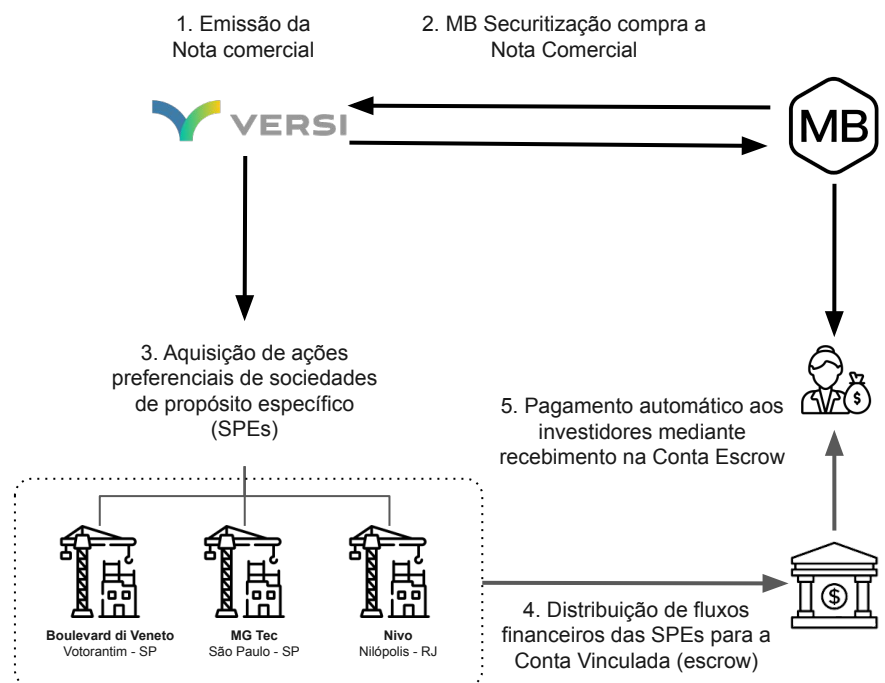 1. Emissão da
Nota comercial
2. MB Securitização compra a
Nota Comercial
VERSI
MB
3. Aquisição de ações
preferenciais de sociedades
de propósito específico
(SPEs)
5. Pagamento automático aos
investidores mediante
recebimento na Conta Escrow
$
Boulevard di Veneto
Votorantim - SP
MG Tec
São Paulo - SP
Nivo
Nilópolis - RJ
4. Distribuição de fluxos
financeiros das SPEs para a
Conta Vinculada (escrow)
$